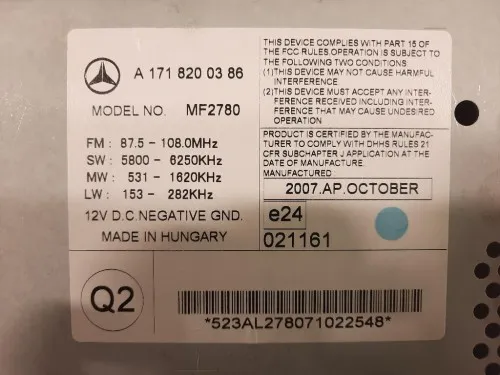 A 171 820 03 86
MODEL NO. MF2780
FM : 87.5 - 108.0MHz
SW : 5800 - 6250KHz
MW : 531 - 1620KHz
LW : 153 - 282KHz
12V D.C.NEGATIVE GND.
MADE IN HUNGARY
THIS DEVICE COMPLIES WITH PART 15 OF
THE FCC RULES. OPERATION IS SUBJECT TO
THE FOLLOWING TWO CONDITIONS:
(1)THIS DEVICE MAY NOT CAUSE HARMFUL
INTERFERENCE
(2)THIS DEVICE MUST ACCEPT ANY INTER-
FERENCE RECEIVED INCLUDING INTER-
FERENCE THAT MAY CAUSE UNDESIRED
OPERATION
PRODUCT IS CERTIFIED BY THE MANUFAC-
TURER TO COMPLY WITH DHHS RULES 21
CFR SUBCHAPTER J APPLICATION AT THE
DATE OF MANUFACTURE.
MANUFACTURED
2007.AP.OCTOBER
e24
021161
Q2
*523AL278071022548*